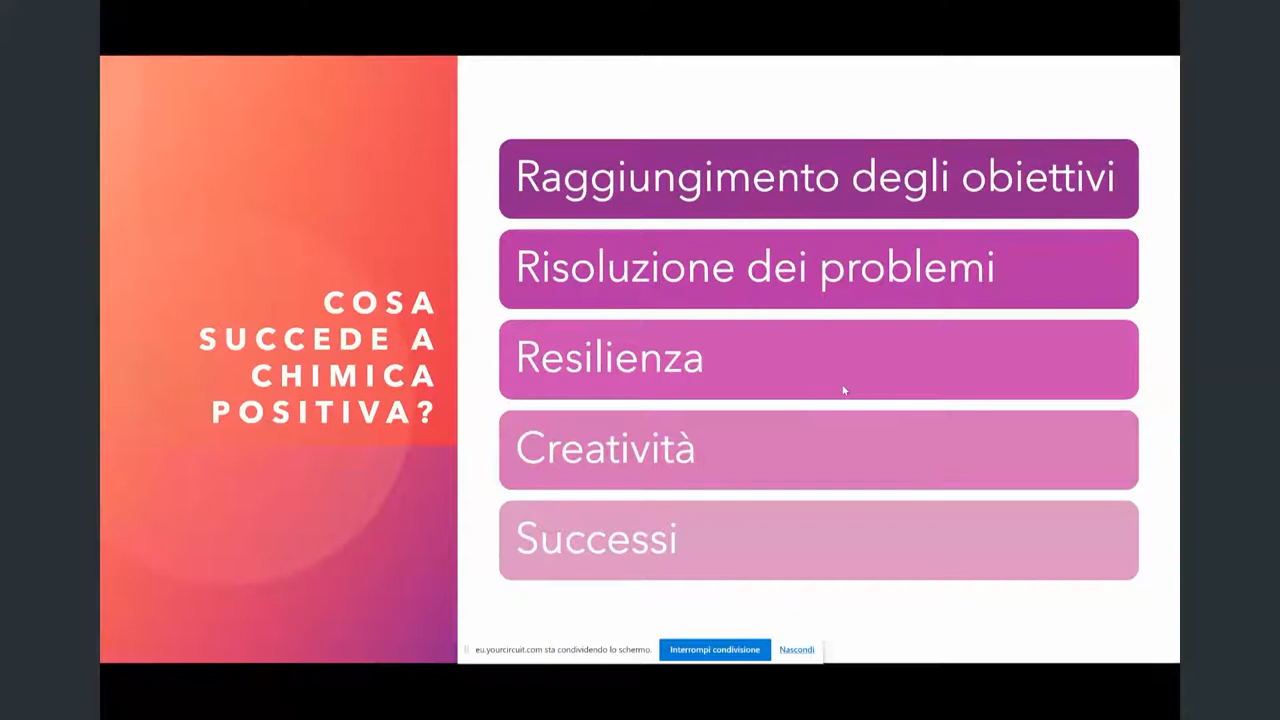 COSA
SUCCEDE A
CHIMICA
POSITIVA?
Raggiungimento degli obiettivi
Risoluzione dei problemi
Resilienza
Creatività
Successi
eu.yourcircuit.com sta condividendo lo schermo.
Interrompi condivisione
Nascondi